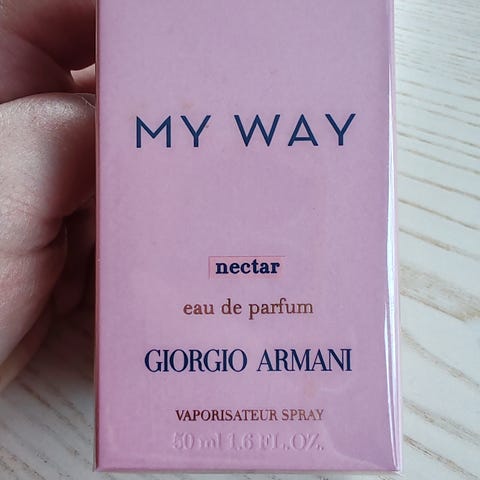 MY WAY
nectar
eau de parfum
GIORGIO ARMANI
VAPORISATEUR SPRAY
50 ml 1.6 FL.OZ.